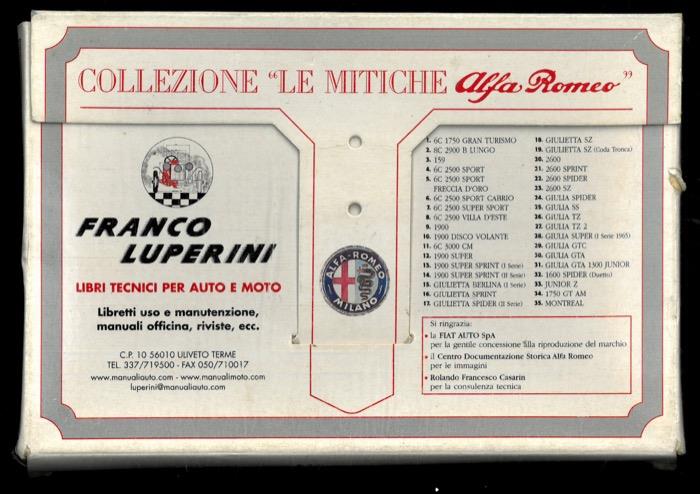 COLLEZIONE "LE MITICHE Alfa Romeo"
FRANCO
LUPERINI
LIBRI TECNICI PER AUTO E MOTO
Libretti uso e manutenzione,
manuali officina, riviste, ecc.
C.P. 10 56010 ULIVETO TERME
TEL. 337/719500 - FAX 050/710017
www.manualiauto.com - www.manualimoto.com
luperini@manualiauto.com
ALFA-ROMEO
MILANO
1. 6C 1750 GRAN TURISMO
2. 8C 2900 B LUNGO
3. 159
4. 6C 2500 SPORT
5. 6C 2500 SPORT
FRECCIA D'ORO
6. 6C 2500 SPORT CABRIO
7. 6C 2500 SUPER SPORT
8. 6C 2500 VILLA D'ESTE
9. 1900
10. 1900 DISCO VOLANTE
11. 6C 3000 CM
12. 1900 SUPER
13. 1900 SUPER SPRINT (I Serie)
14. 1900 SUPER SPRINT (II Serie)
15. GIULIETTA BERLINA (I Serie)
16. GIULIETTA SPRINT
17. GIULIETTA SPIDER (II Serie)
18. GIULIETTA SZ
19. GIULIETTA SZ (Coda Tronca)
20. 2600
21. 2600 SPRINT
22. 2600 SPIDER
23. 2600 SZ
24. GIULIA SPIDER
25. GIULIA SS
26. GIULIA TZ
27. GIULIA TZ 2
28. GIULIA SUPER (I Serie 1965)
29. GIULIA GTC
30. GIULIA GTA
31. GIULIA GTA 1300 JUNIOR
32. 1600 SPIDER (Duetto)
33. JUNIOR Z
34. 1750 GT AM
35. MONTREAL
Si ringrazia:
• la FIAT AUTO SpA
per la gentile concessione alla riproduzione del marchio
• il Centro Documentazione Storica Alfa Romeo
per le immagini
• Rolando Francesco Casarin
per la consulenza tecnica